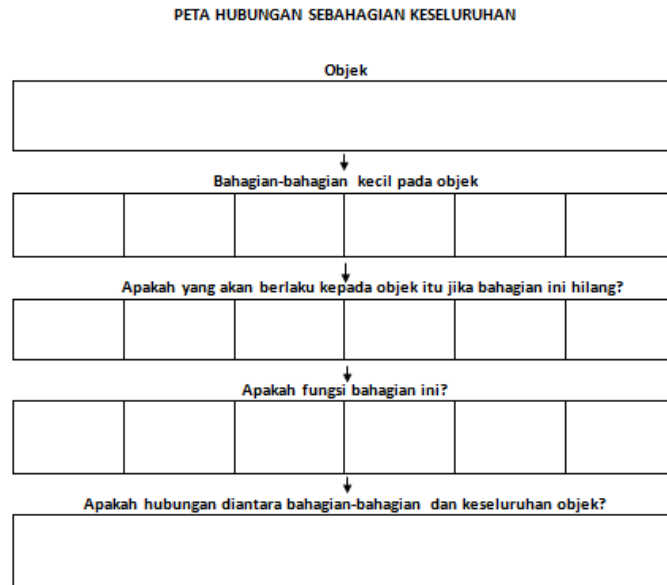 PETA HUBUNGAN SEBAHAGIAN KESELURUHAN
Objek
Bahagian-bahagian kecil pada objek
Apakah yang akan berlaku kepada objek itu jika bahagian ini hilang?
Apakah fungsi bahagian ini?
Apakah hubungan diantara bahagian-bahagian dan keseluruhan objek?